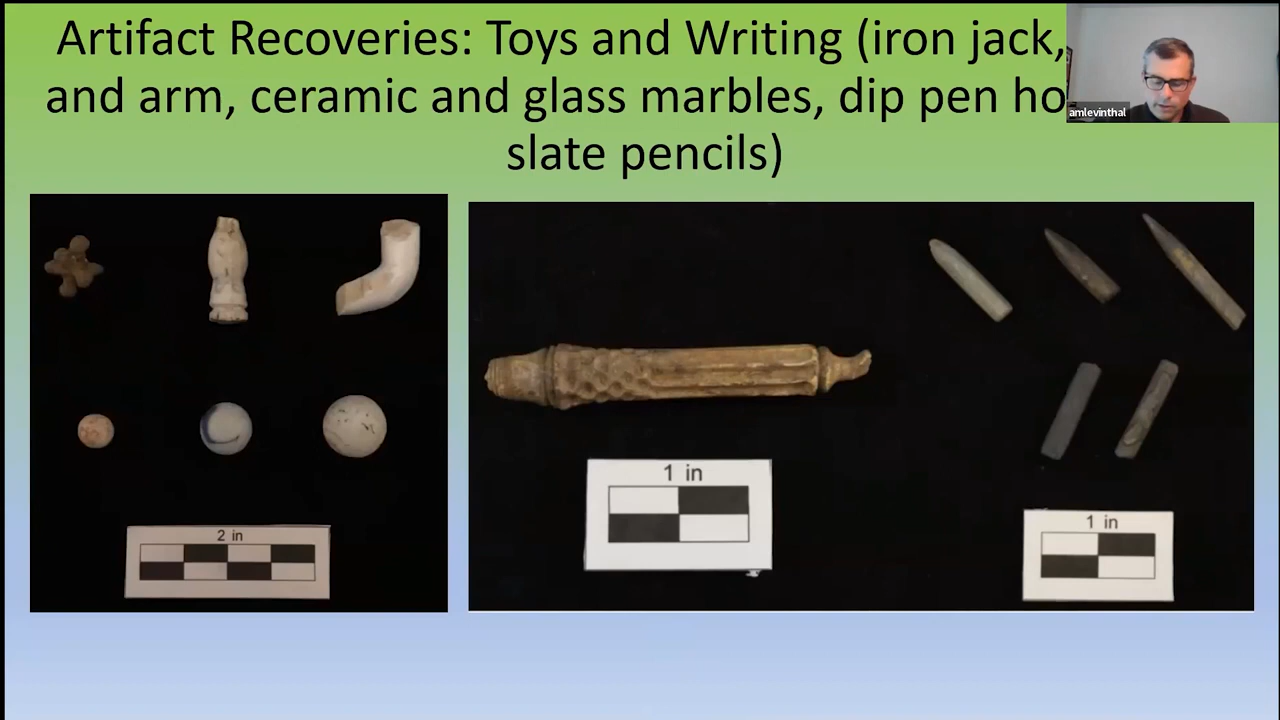 Artifact Recoveries: Toys and Writing (iron jack,
and arm, ceramic and glass marbles, dip pen ho
slate pencils)
amlevinthal
1 in
1 in
2 in